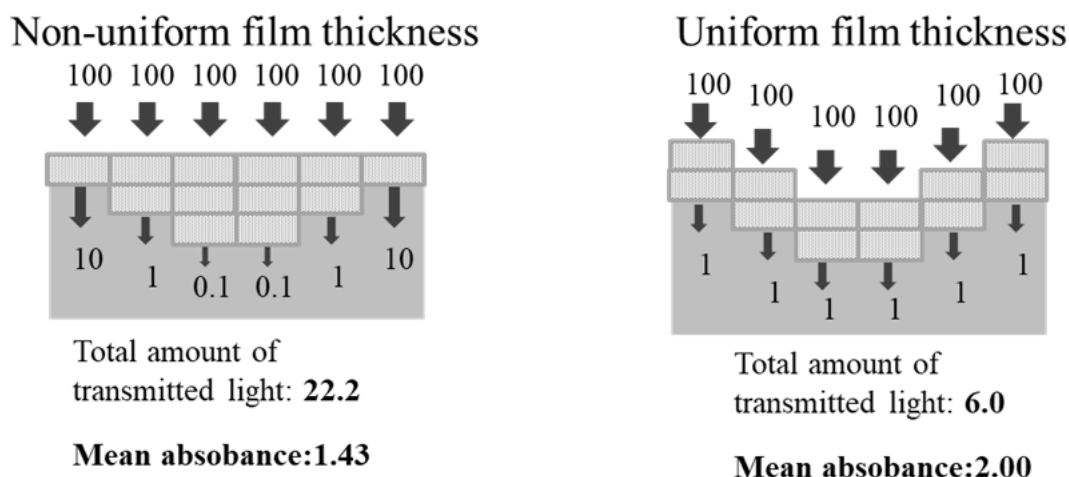 Non-uniform film thickness
100 100 100 100 100 100
10 1 0.1 0.1 1 10
Total amount of
transmitted light: 22.2
Mean absobance:1.43
Uniform film thickness
100 100 100 100 100 100
1 1 1 1 1 1
Total amount of
transmitted light: 6.0
Mean absobance:2.00